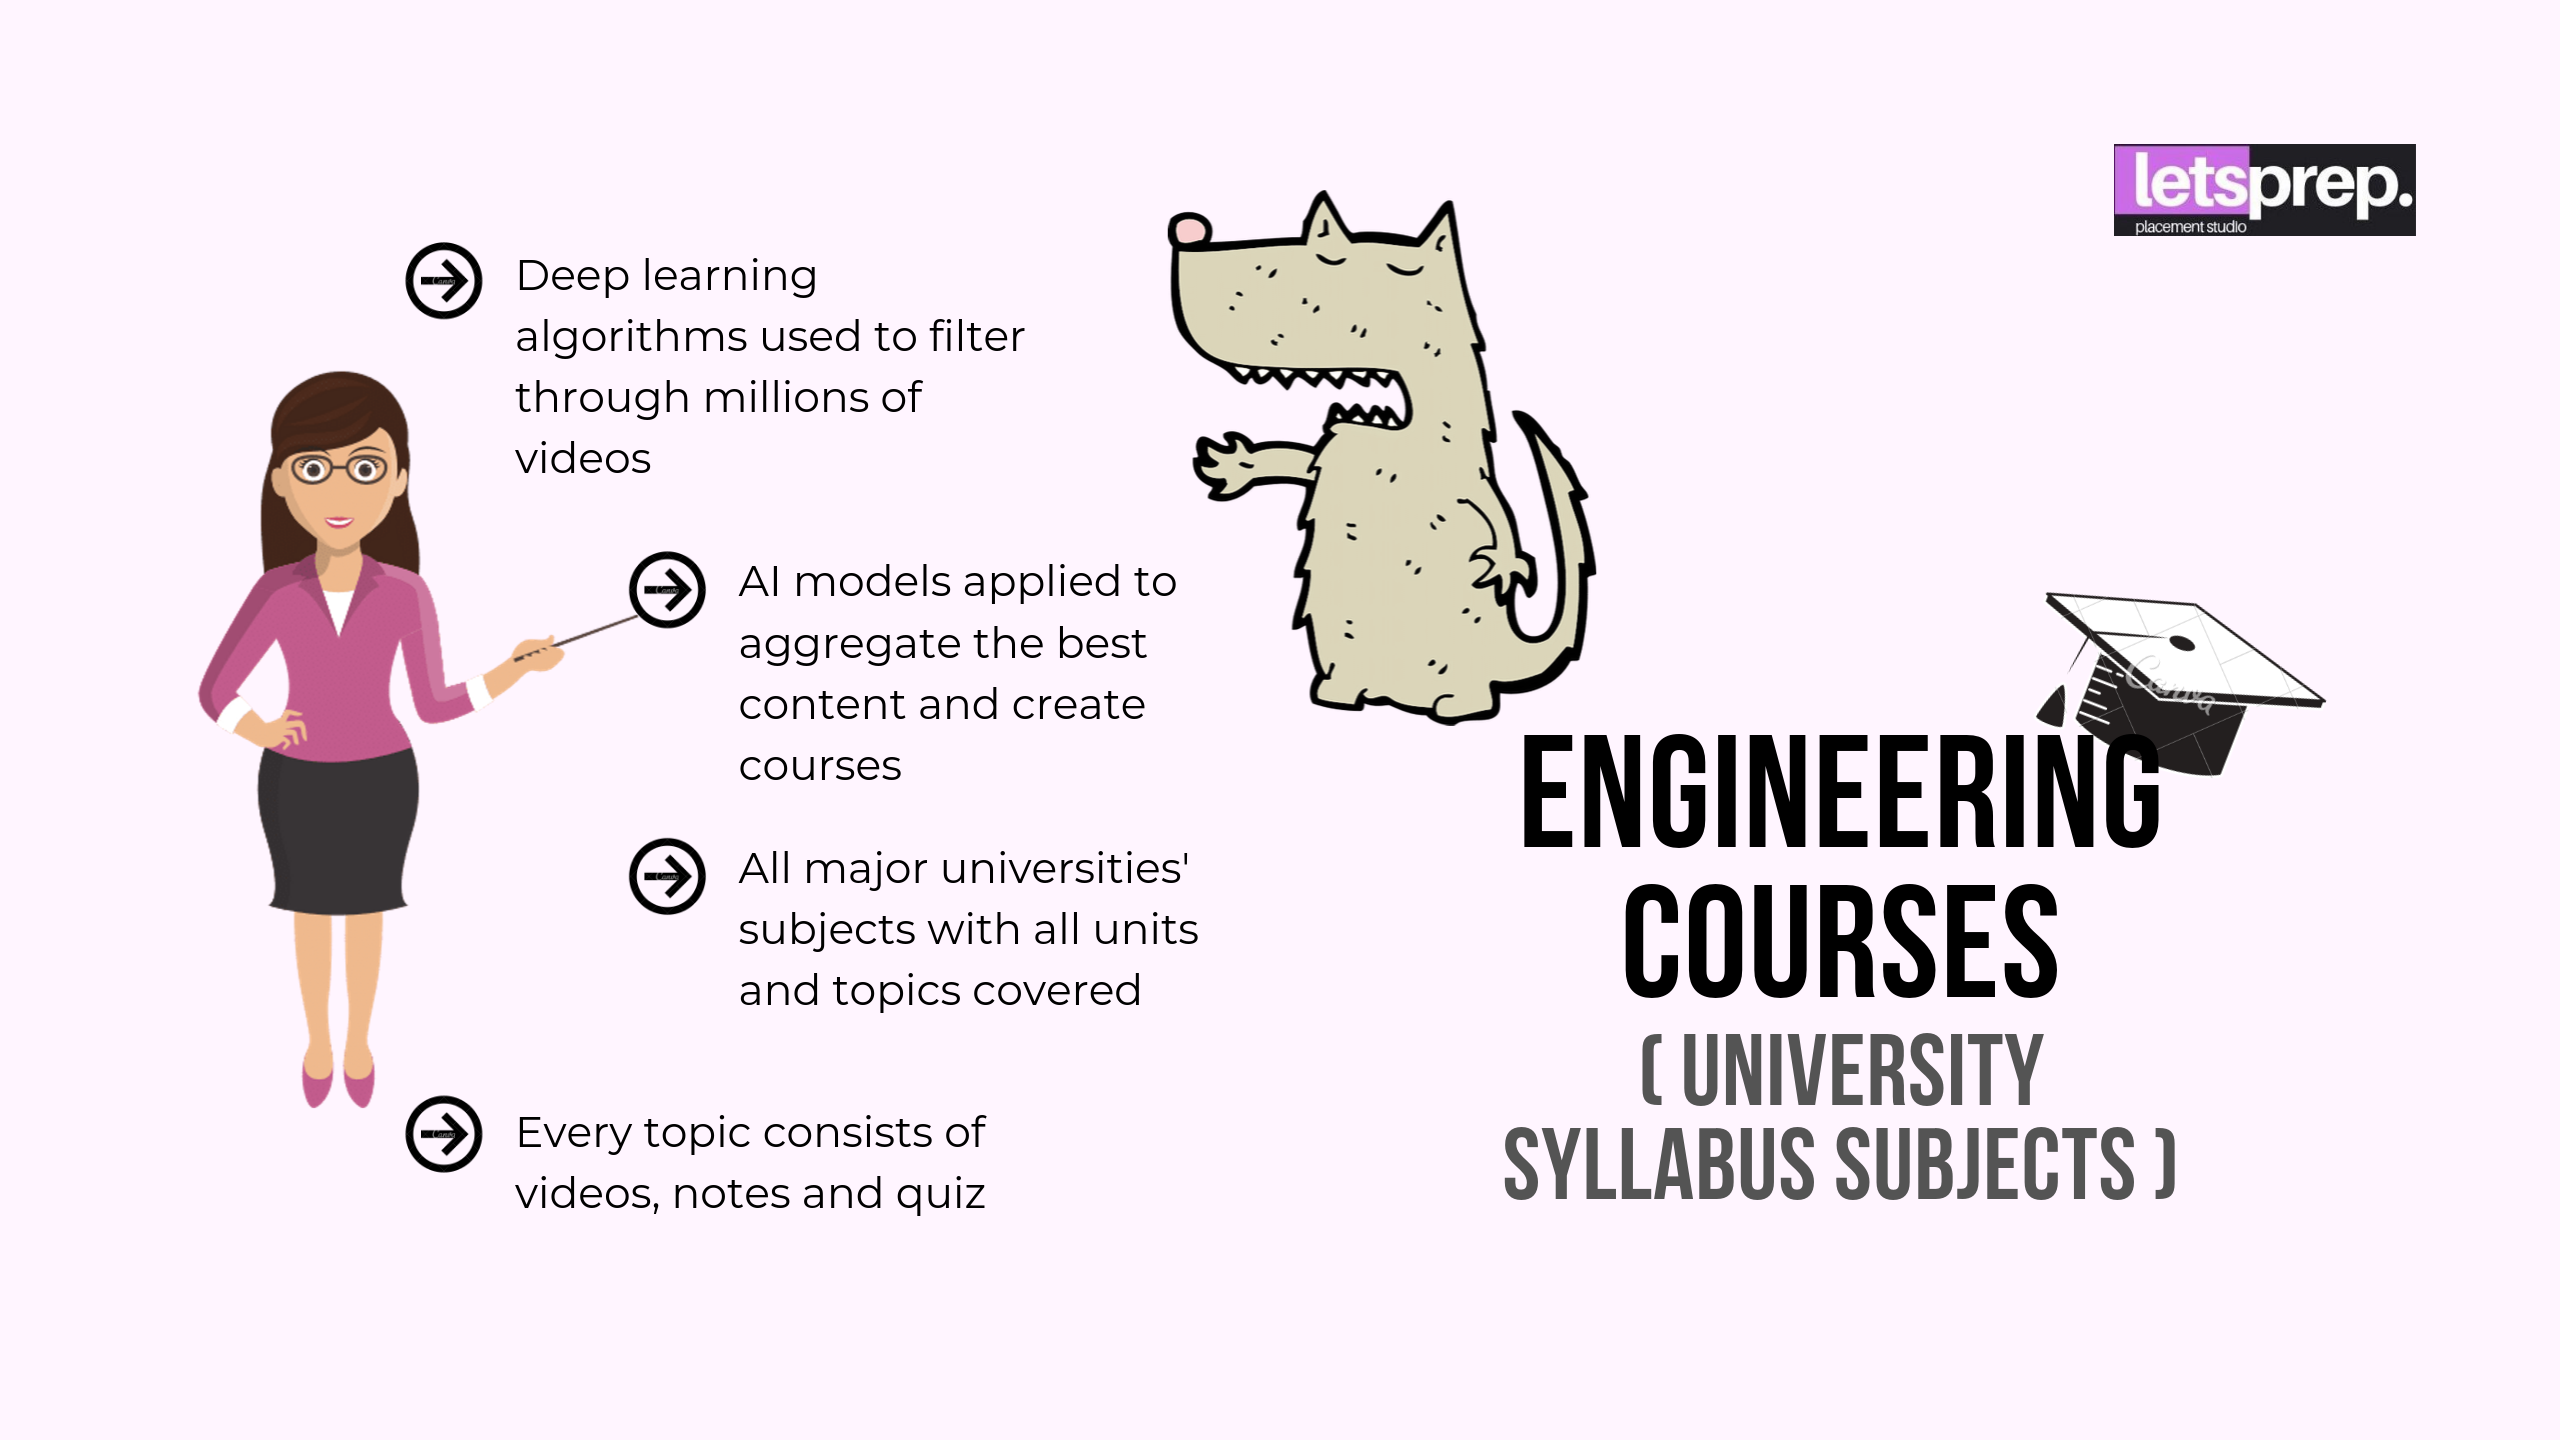 letsprep.
placement studio
Deep learning
algorithms used to filter
through millions of
videos
AI models applied to
aggregate the best
content and create
courses
All major universities'
subjects with all units
and topics covered
Every topic consists of
videos, notes and quiz
Canva
ENGINEERING
COURSES
( UNIVERSITY
SYLLABUS SUBJECTS )